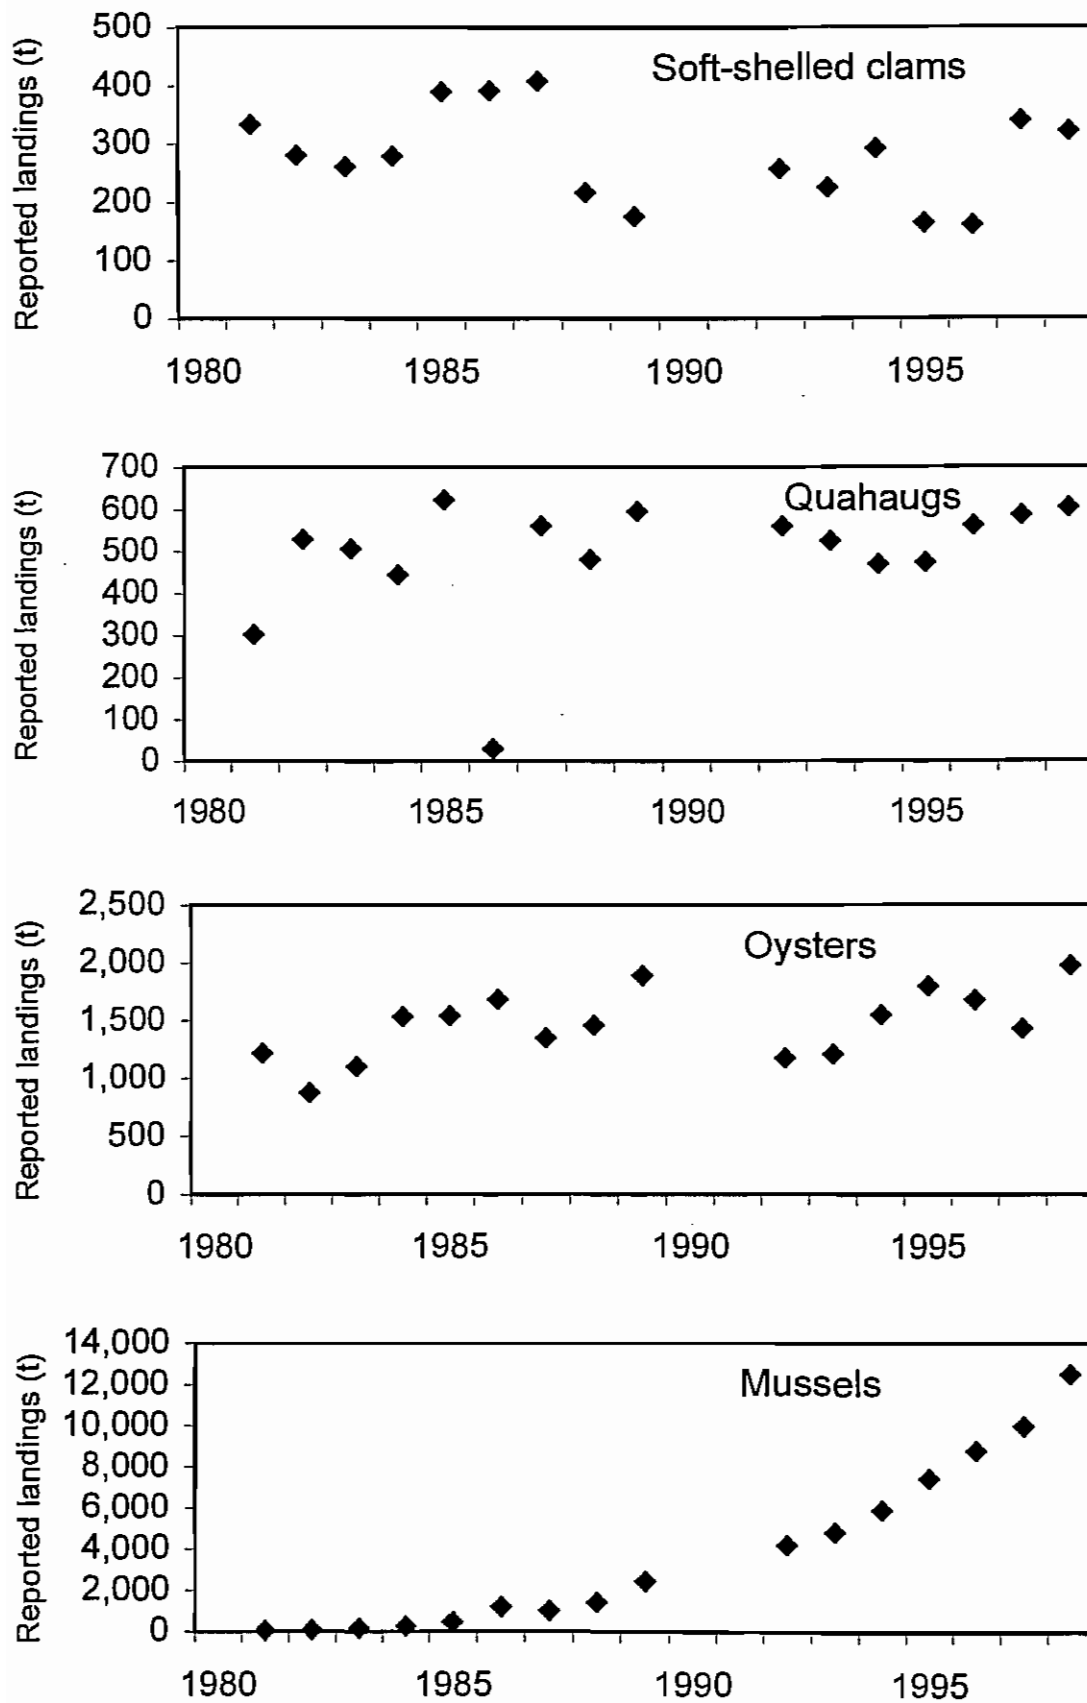 500
400
300
200
100
0
Reported landings (t)
Soft-shelled clams
1980 1985 1990 1995
700
600
500
400
300
200
100
0
Reported landings (t)
Quahaugs
1980 1985 1990 1995
2,500
2,000
1,500
1,000
500
0
Reported landings (t)
Oysters
1980 1985 1990 1995
14,000
12,000
10,000
8,000
6,000
4,000
2,000
0
Reported landings (t)
Mussels
1980 1985 1990 1995